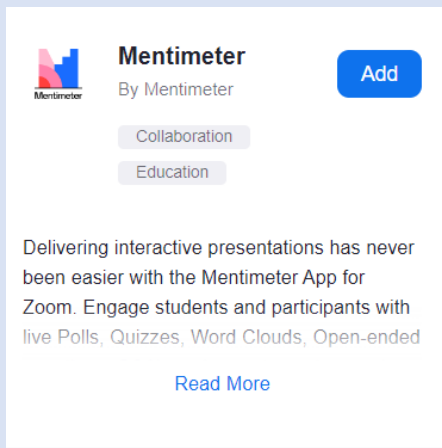 Mentimeter
Mentimeter
By Mentimeter
Add
Collaboration
Education
Delivering interactive presentations has never
been easier with the Mentimeter App for
Zoom. Engage students and participants with
live Polls, Quizzes, Word Clouds, Open-ended
Read More